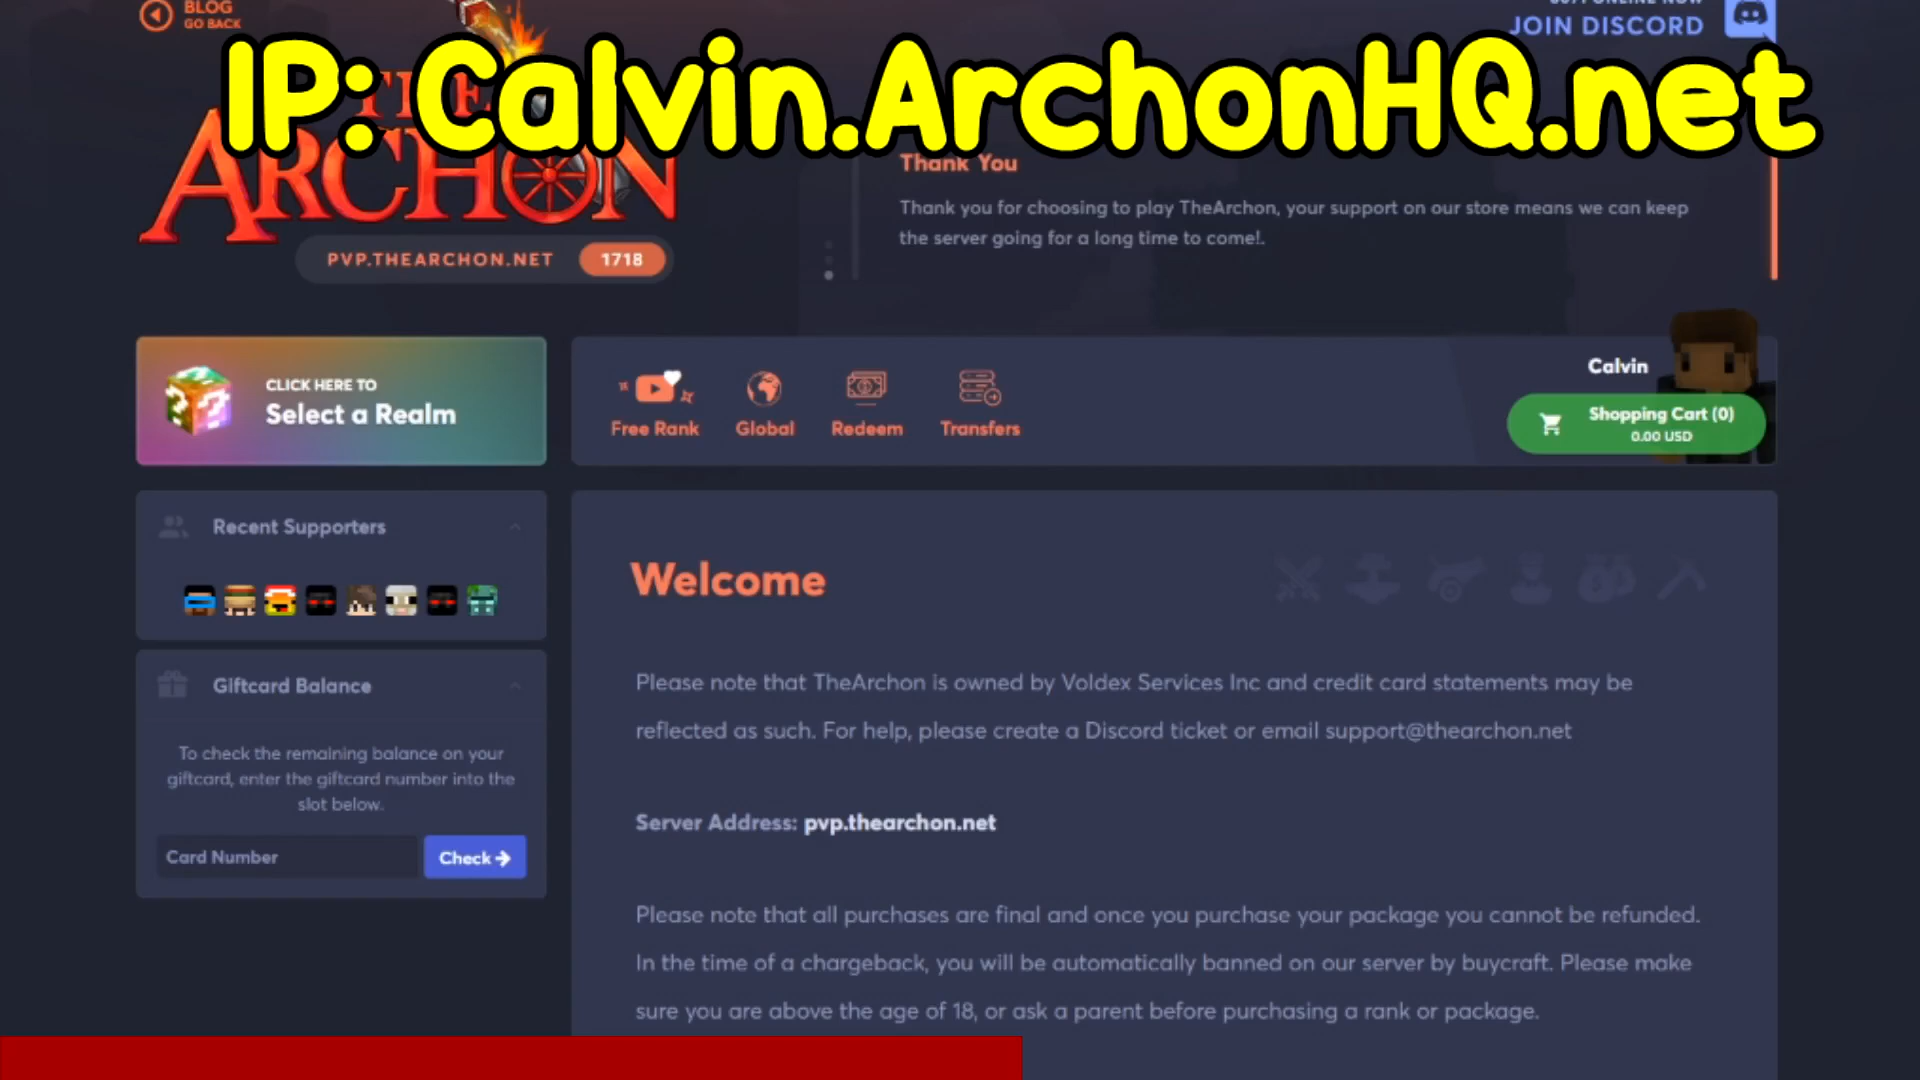 BLOG
GO BACK
JOIN DISCORD
IP: Calvin.ArchonHQ.net
THE
ARCHON
PVP.THEARCHON.NET
1718
Thank You
Thank you for choosing to play TheArchon, your support on our store means we can keep
the server going for a long time to come!.
CLICK HERE TO
Select a Realm
Free Rank
Global
Redeem
Transfers
Calvin
Shopping Cart (0)
0.00 USD
Recent Supporters
Giftcard Balance
To check the remaining balance on your
giftcard, enter the giftcard number into the
slot below.
Card Number
Check
Welcome
Please note that TheArchon is owned by Voldex Services Inc and credit card statements may be
reflected as such. For help, please create a Discord ticket or email support@thearchon.net
Server Address: pvp.thearchon.net
Please note that all purchases are final and once you purchase your package you cannot be refunded.
In the time of a chargeback, you will be automatically banned on our server by buycraft. Please make
sure you are above the age of 18, or ask a parent before purchasing a rank or package.